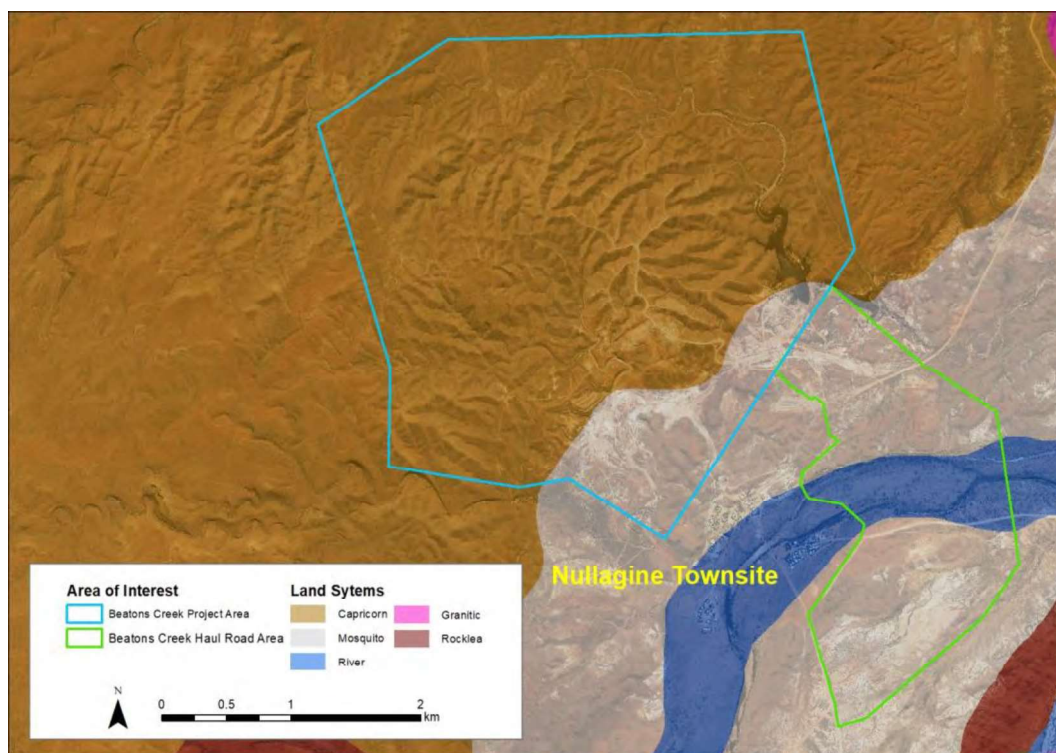 Nullagine Townsite
Area of Interest
Beatons Creek Project Area
Beatons Creek Haul Road Area
Land Sytems
Capricorn
Granitic
Mosquito
Rocklea
River
N
0 0.5 1 2
km